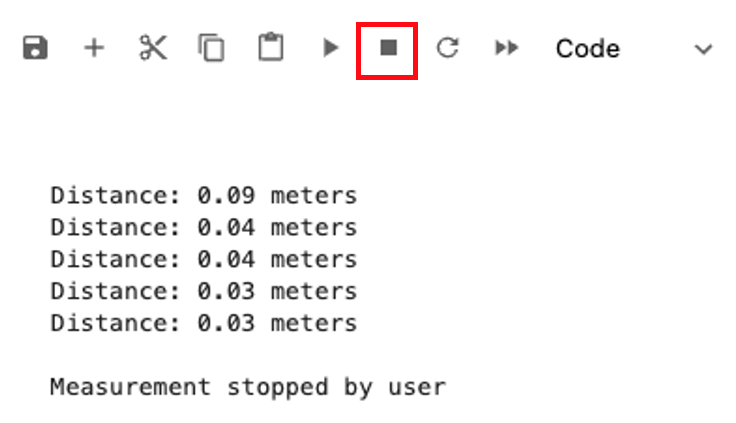 Code
Distance: 0.09 meters
Distance: 0.04 meters
Distance: 0.04 meters
Distance: 0.03 meters
Distance: 0.03 meters
Measurement stopped by user